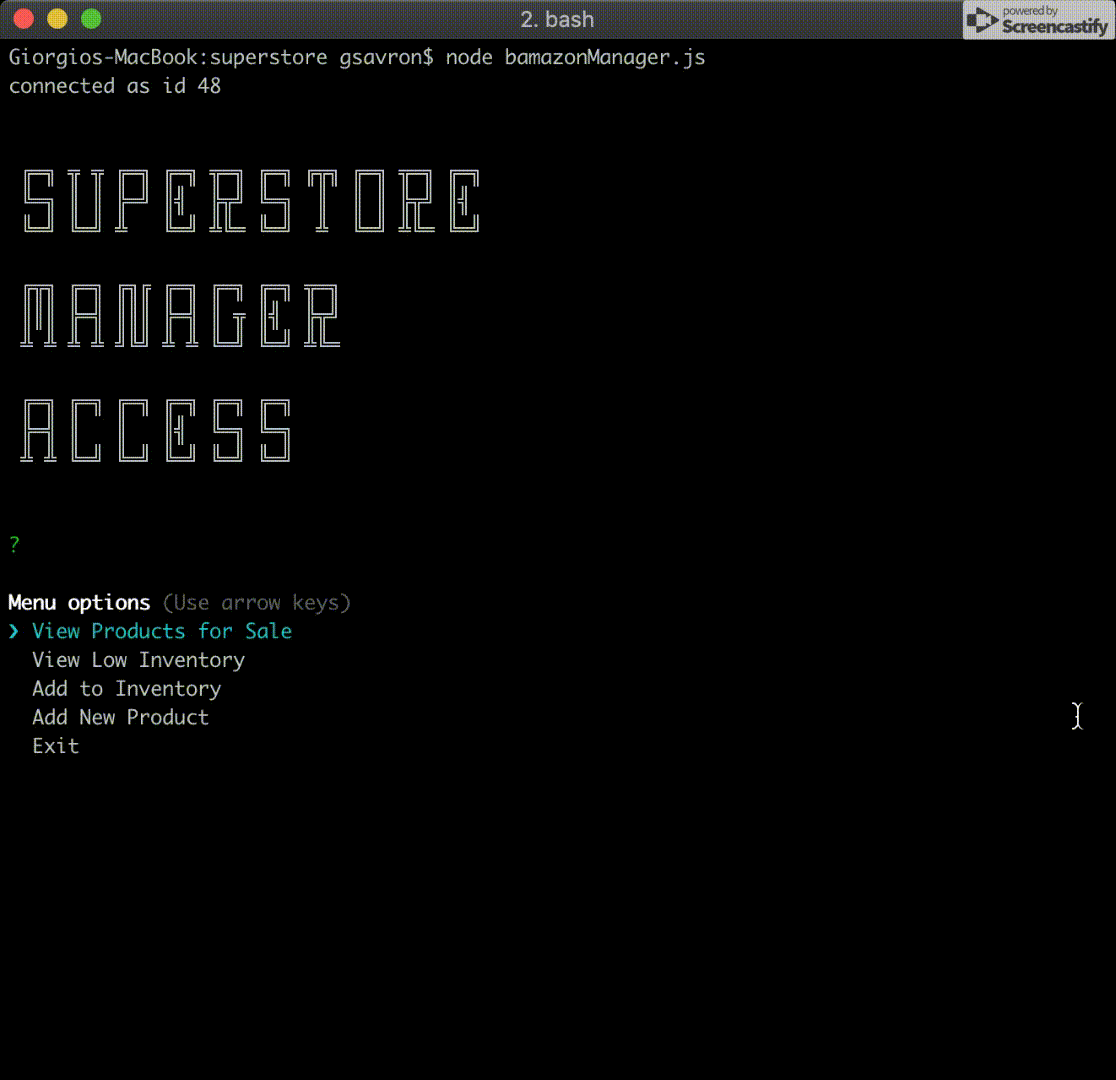 2. bash
powered by
Screencastify
Giorgios-MacBook:superstore gsavron$ node bamazonManager.js
connected as id 48
SUPERSTORE
MANAGER
ACCESS
?
Menu options (Use arrow keys)
❯ View Products for Sale
View Low Inventory
Add to Inventory
Add New Product
Exit